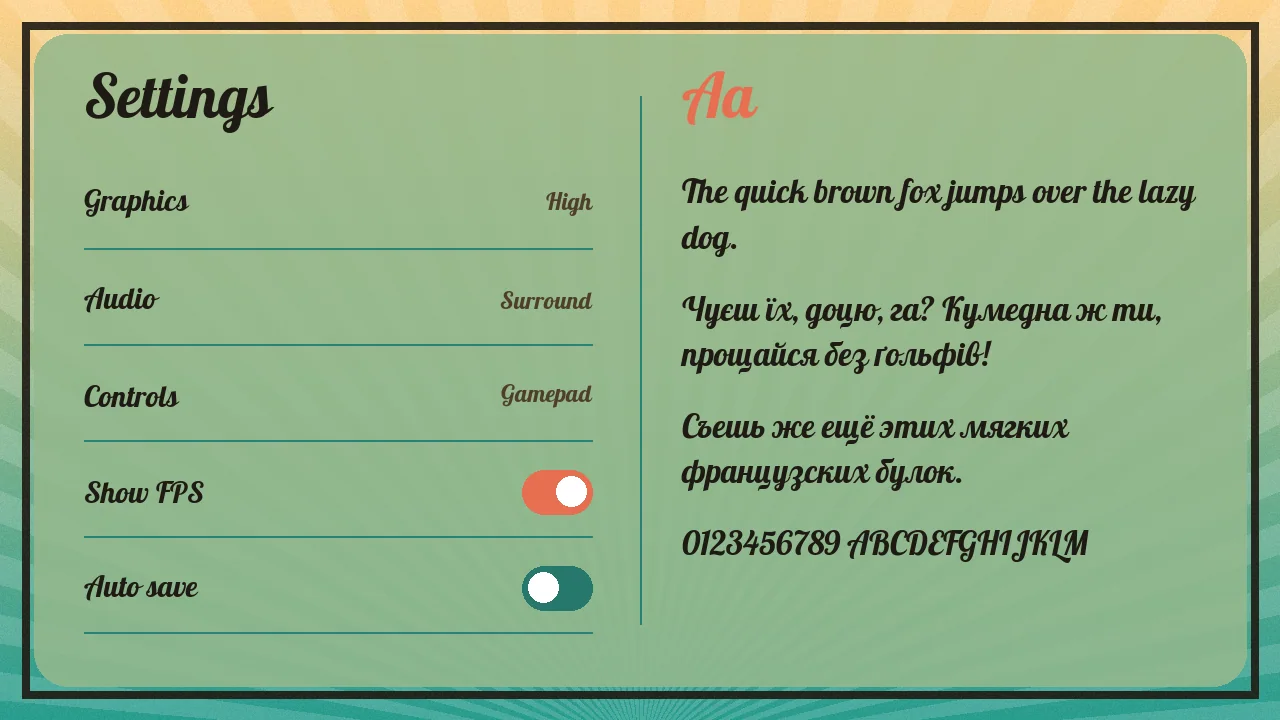 Settings
Graphics High
Audio Surround
Controls Gamepad
Show FPS
Auto save
Aa
The quick brown fox jumps over the lazy
dog.
Чуєш їх, доцю, га? Кумедна ж ти,
прощайся без ґольфів!
Съешь же ещё этих мягких
французских булок.
0123456789 ABCDEFGHIJKLM